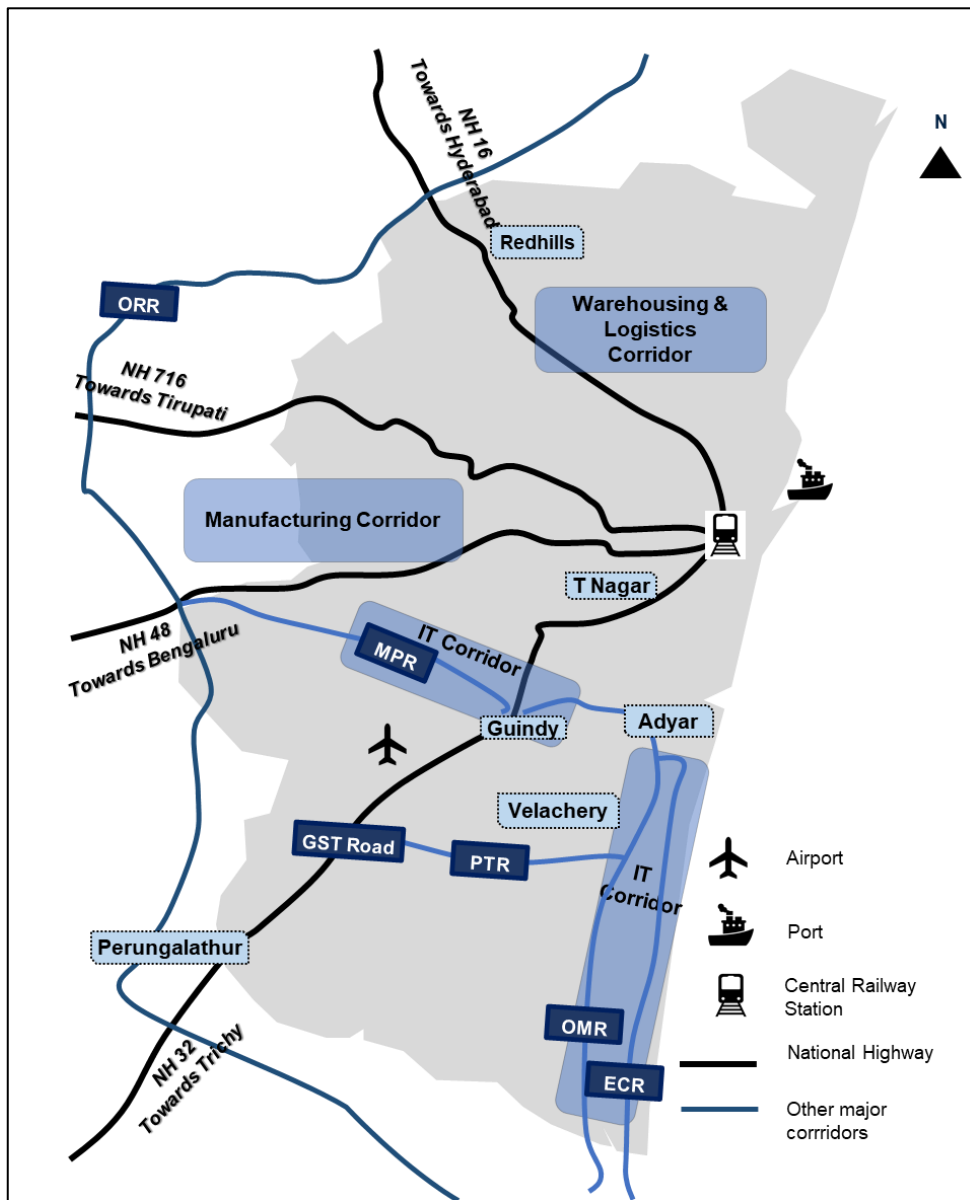 NH 16
Towards Hyderabad
N
Redhills
ORR
Warehousing &
Logistics
Corridor
NH 716
Towards Tirupati
Manufacturing Corridor
T Nagar
NH 48
Towards Bengaluru
IT Corridor
MPR
Guindy
Adyar
Velachery
GST Road
PTR
IT
Corridor
Airport
Port
Perungalathur
Central Railway
Station
OMR
NH 32
Towards Trichy
National Highway
ECR
Other major
corrridors